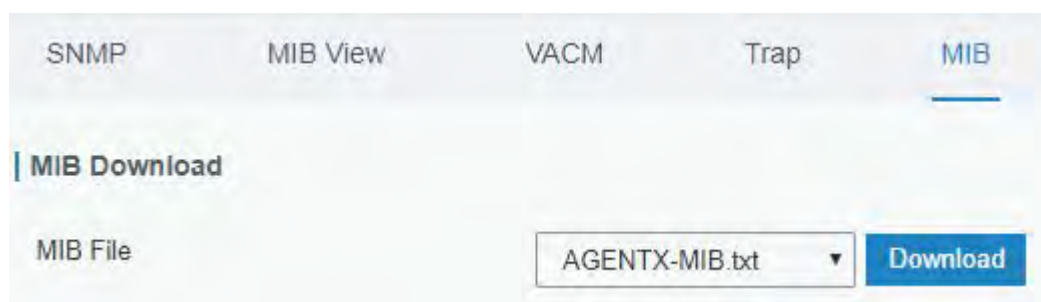 SNMP MIB View VACM Trap MIB
MIB Download
MIB File AGENTX-MIB.txt Download